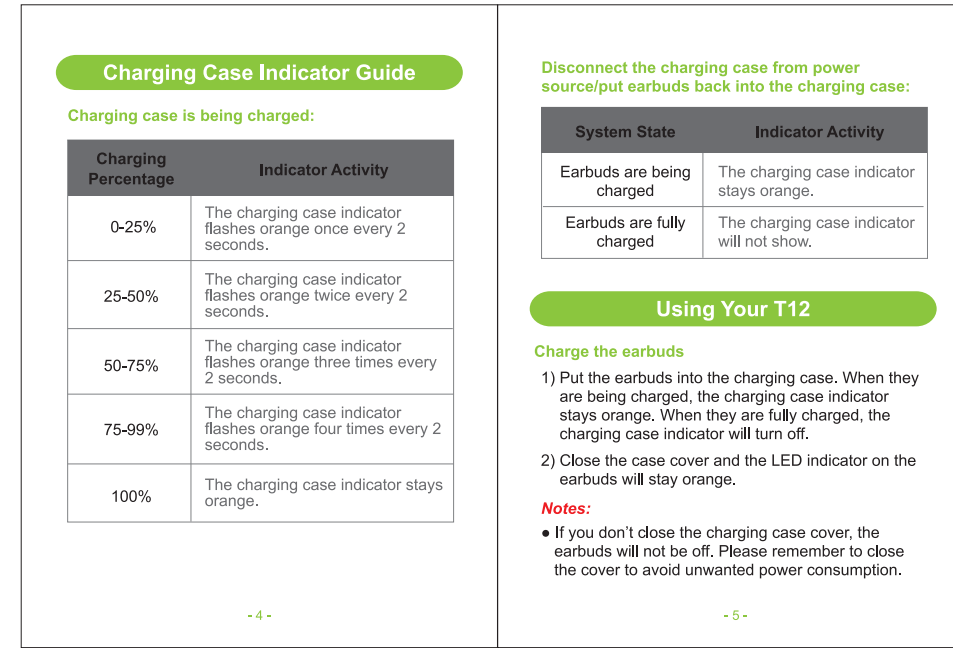 Charging Case Indicator Guide
Charging case is being charged:
Charging
Percentage
Indicator Activity
0-25%
The charging case indicator
flashes orange once every 2
seconds.
25-50%
The charging case indicator
flashes orange twice every 2
seconds.
50-75%
The charging case indicator
flashes orange three times every
2 seconds.
75-99%
The charging case indicator
flashes orange four times every 2
seconds.
100%
The charging case indicator stays
orange.
- 4 -
Disconnect the charging case from power
source/put earbuds back into the charging case:
System State
Indicator Activity
Earbuds are being
charged
The charging case indicator
stays orange.
Earbuds are fully
charged
The charging case indicator
will not show.
Using Your T12
Charge the earbuds
1) Put the earbuds into the charging case. When they
are being charged, the charging case indicator
stays orange. When they are fully charged, the
charging case indicator will turn off.
2) Close the case cover and the LED indicator on the
earbuds will stay orange.
Notes:
● If you don’t close the charging case cover, the
earbuds will not be off. Please remember to close
the cover to avoid unwanted power consumption.
- 5 -